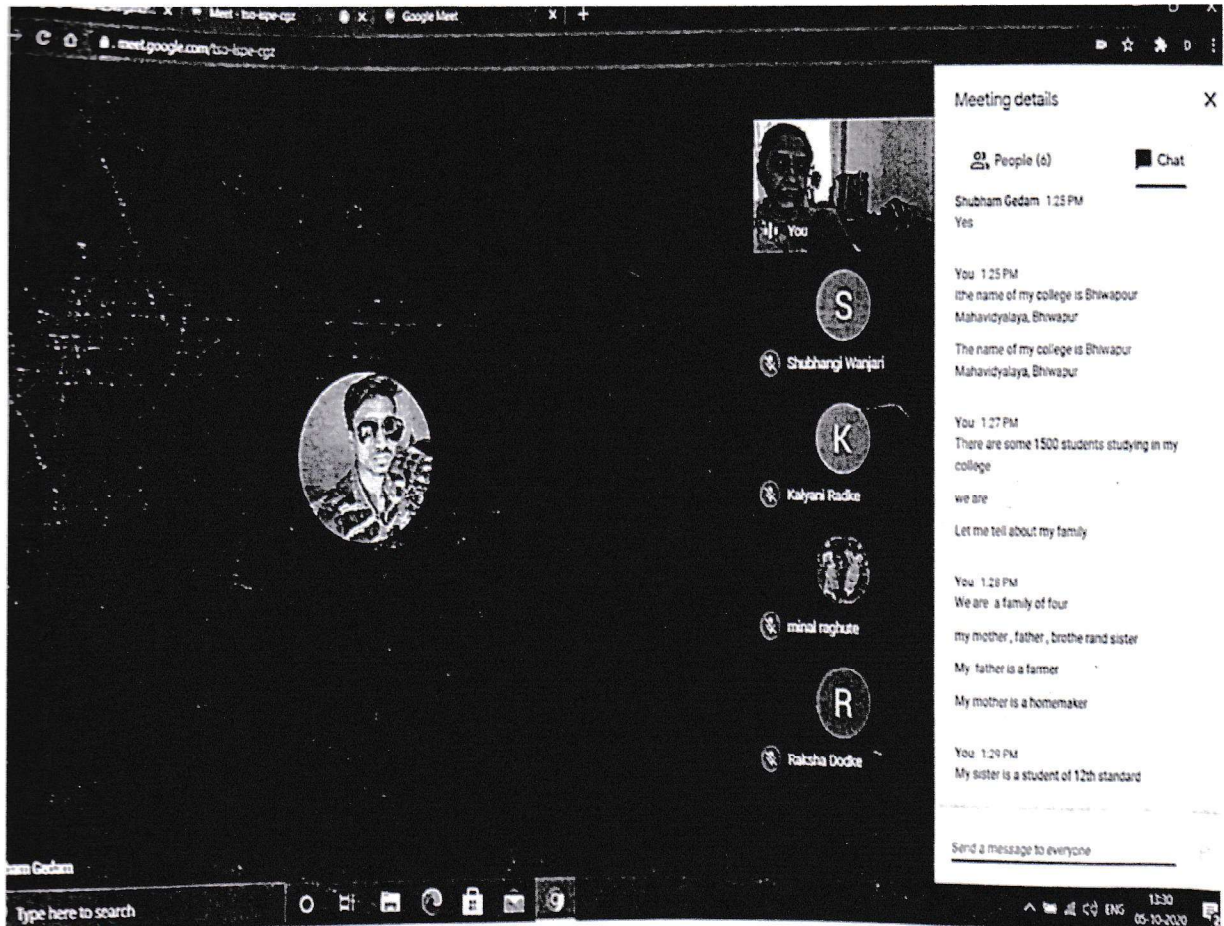 Meet - tso-ispe-cgz
Google Meet
meet.google.com/tso-ispe-cgz
Meeting details
People (6)
Chat
Shubham Gedam 1:25 PM
Yes
You 1:25 PM
Ithe name of my college is Bhiwapour
Mahavidyalaya, Bhiwapur
The name of my college is Bhiwapur
Mahavidyalaya, Bhiwapur
You 1:27 PM
There are some 1500 students studying in my
college
we are
Let me tell about my family
You 1:28 PM
We are a family of four
my mother, father, brothe rand sister
My father is a farmer
My mother is a homemaker
You 1:29 PM
My sister is a student of 12th standard
Send a message to everyone
You
S
Shubhangi Wanjari
K
Kalyani Radke
minal raghute
R
Raksha Dodke
Type here to search
ENG
13:30
05-10-2020